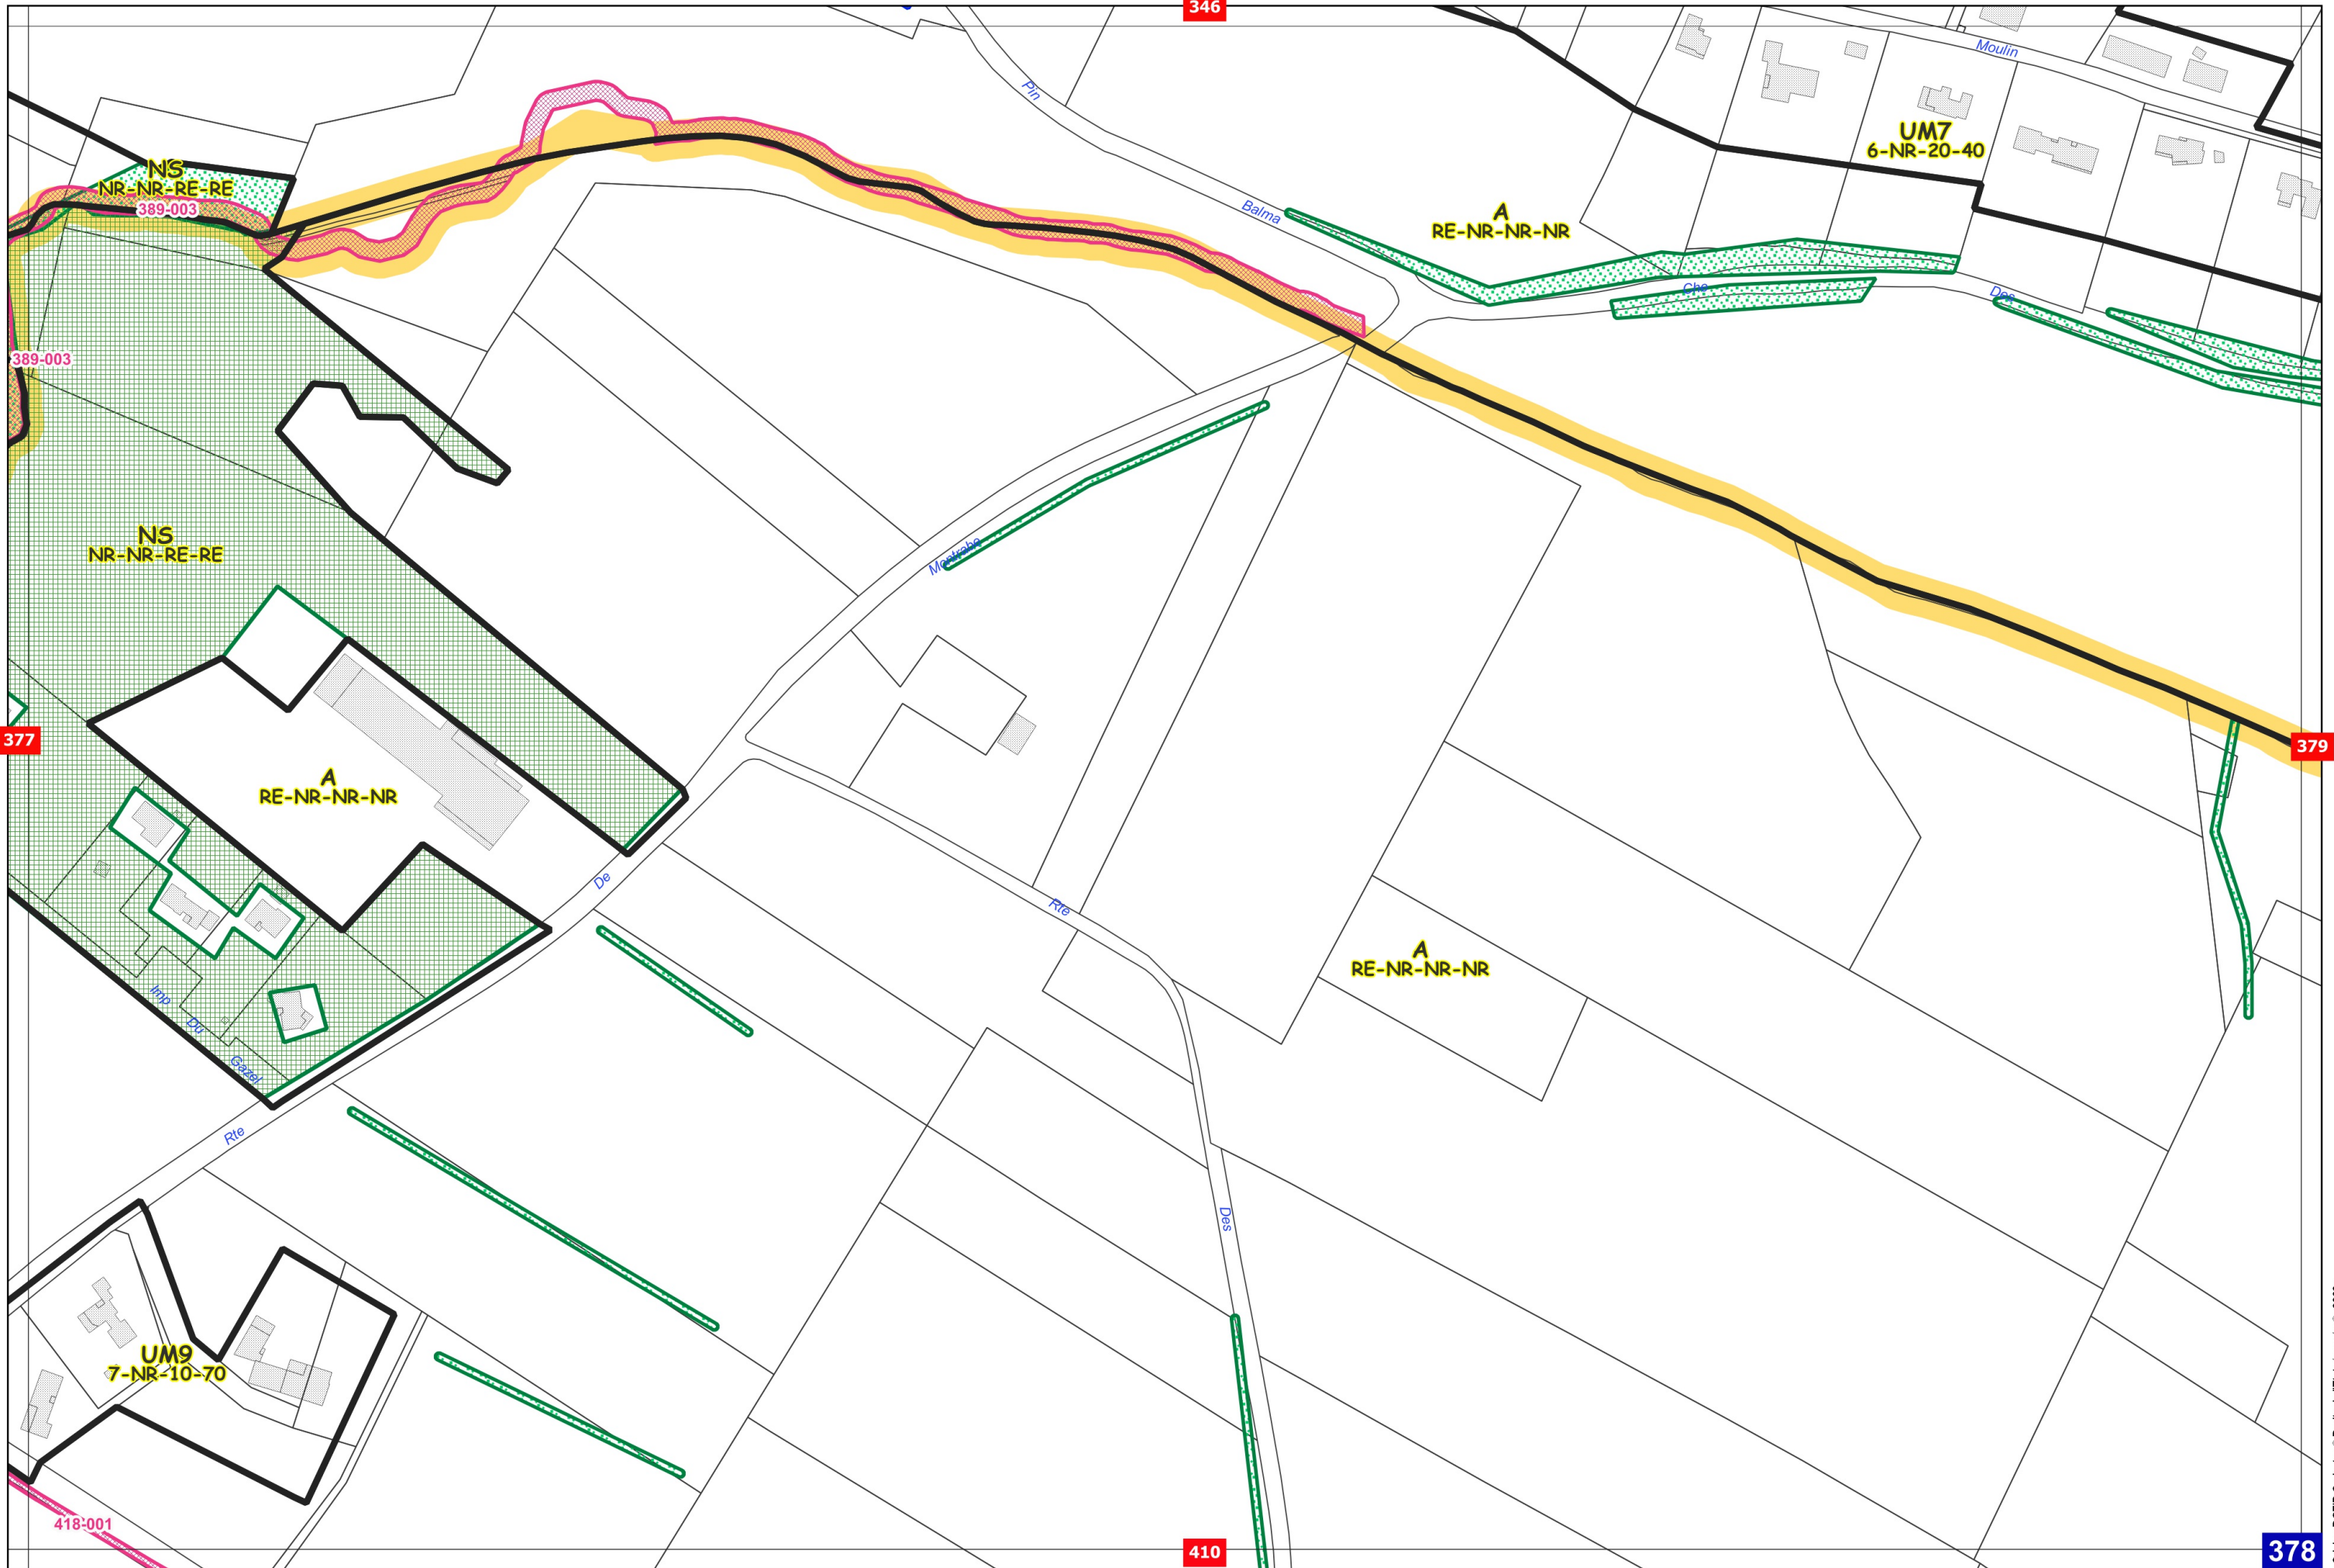 346
Moulin
Pin
UM7
6-NR-20-40
NS
NR-NR-RE-RE
389-003
Balma
A
RE-NR-NR-NR
Che
Des
389-003
NS
NR-NR-RE-RE
Montrabe
377
379
A
RE-NR-NR-NR
De
Rte
A
RE-NR-NR-NR
Imp
Du
Gazel
Rte
Des
UM9
7-NR-10-70
418-001
410
378